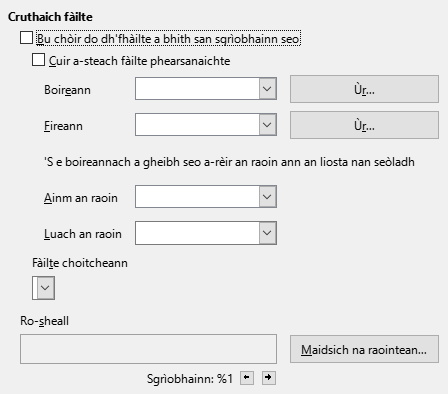 Cruthaich fàilte
Bu chòir do dh'fhàilte a bhith san sgrìobhainn seo
Cuir a-steach fàilte phearsanaichte
Boireann
Ùr...
Fireann
Ùr...
'S e boireannach a gheibh seo a-rèir an raoin ann an liosta nan seòladh
Ainm an raoin
Luach an raoin
Fàilte choitcheann
Ro-sheall
Maidsich na raointean...
Sgrìobhainn: %1